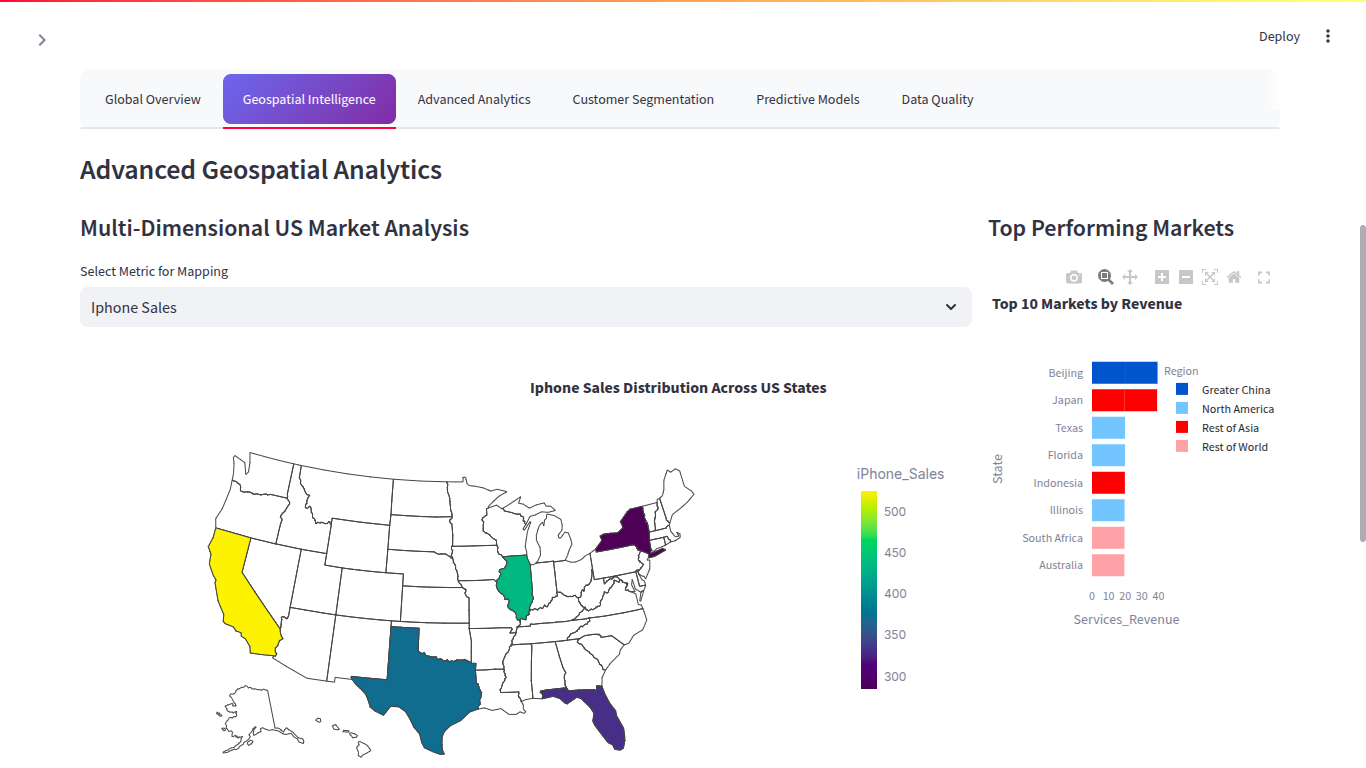 Deploy
Global Overview
Geospatial Intelligence
Advanced Analytics
Customer Segmentation
Predictive Models
Data Quality
Advanced Geospatial Analytics
Multi-Dimensional US Market Analysis
Select Metric for Mapping
Iphone Sales
Iphone Sales Distribution Across US States
iPhone_Sales
500
450
400
350
300
Top Performing Markets
Top 10 Markets by Revenue
State
Beijing
Japan
Texas
Florida
Indonesia
Illinois
South Africa
Australia
0 10 20 30 40
Services_Revenue
Region
Greater China
North America
Rest of Asia
Rest of World